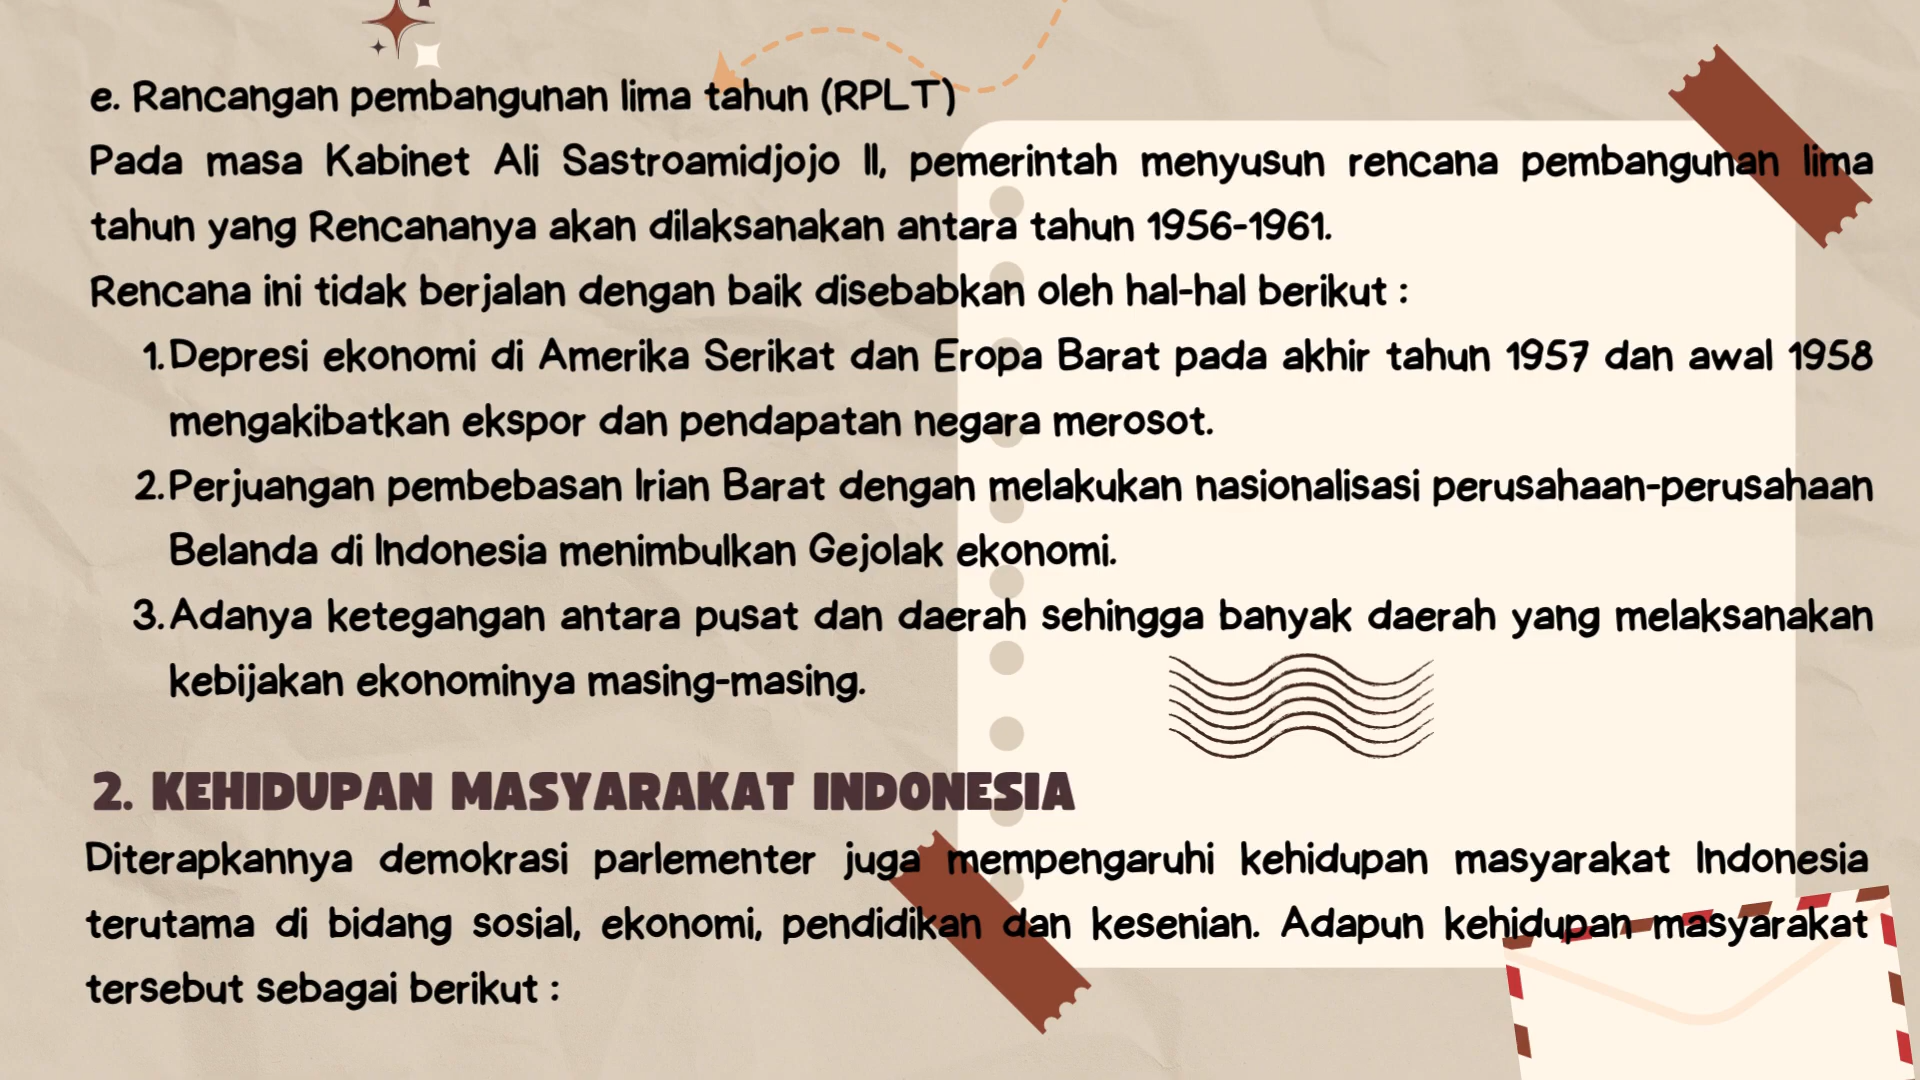 e. Rancangan pembangunan lima tahun (RPLT)
Pada masa Kabinet Ali Sastroamidjojo II, pemerintah menyusun rencana pembangunan lima
tahun yang Rencananya akan dilaksanakan antara tahun 1956-1961.
Rencana ini tidak berjalan dengan baik disebabkan oleh hal-hal berikut :
1. Depresi ekonomi di Amerika Serikat dan Eropa Barat pada akhir tahun 1957 dan awal 1958
mengakibatkan ekspor dan pendapatan negara merosot.
2. Perjuangan pembebasan Irian Barat dengan melakukan nasionalisasi perusahaan-perusahaan
Belanda di Indonesia menimbulkan Gejolak ekonomi.
3. Adanya ketegangan antara pusat dan daerah sehingga banyak daerah yang melaksanakan
kebijakan ekonominya masing-masing.
2. KEHIDUPAN MASYARAKAT INDONESIA
Diterapkannya demokrasi parlementer juga mempengaruhi kehidupan masyarakat Indonesia
terutama di bidang sosial, ekonomi, pendidikan dan kesenian. Adapun kehidupan masyarakat
tersebut sebagai berikut :